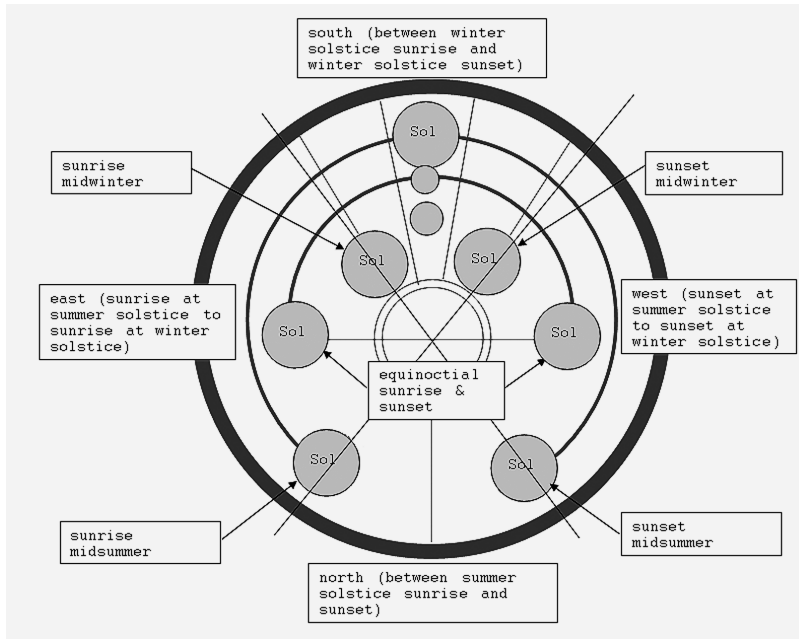 south (between winter
solstice sunrise and
winter solstice sunset)
Sol
sunrise
midwinter
sunset
midwinter
Sol
Sol
east (sunrise at
summer solstice to
sunrise at winter
solstice)
west (sunset at
summer solstice
to sunset at
winter solstice)
Sol
Sol
equinoctial
sunrise &
sunset
Sol
Sol
sunrise
midsummer
sunset
midsummer
north (between summer
solstice sunrise and
sunset)